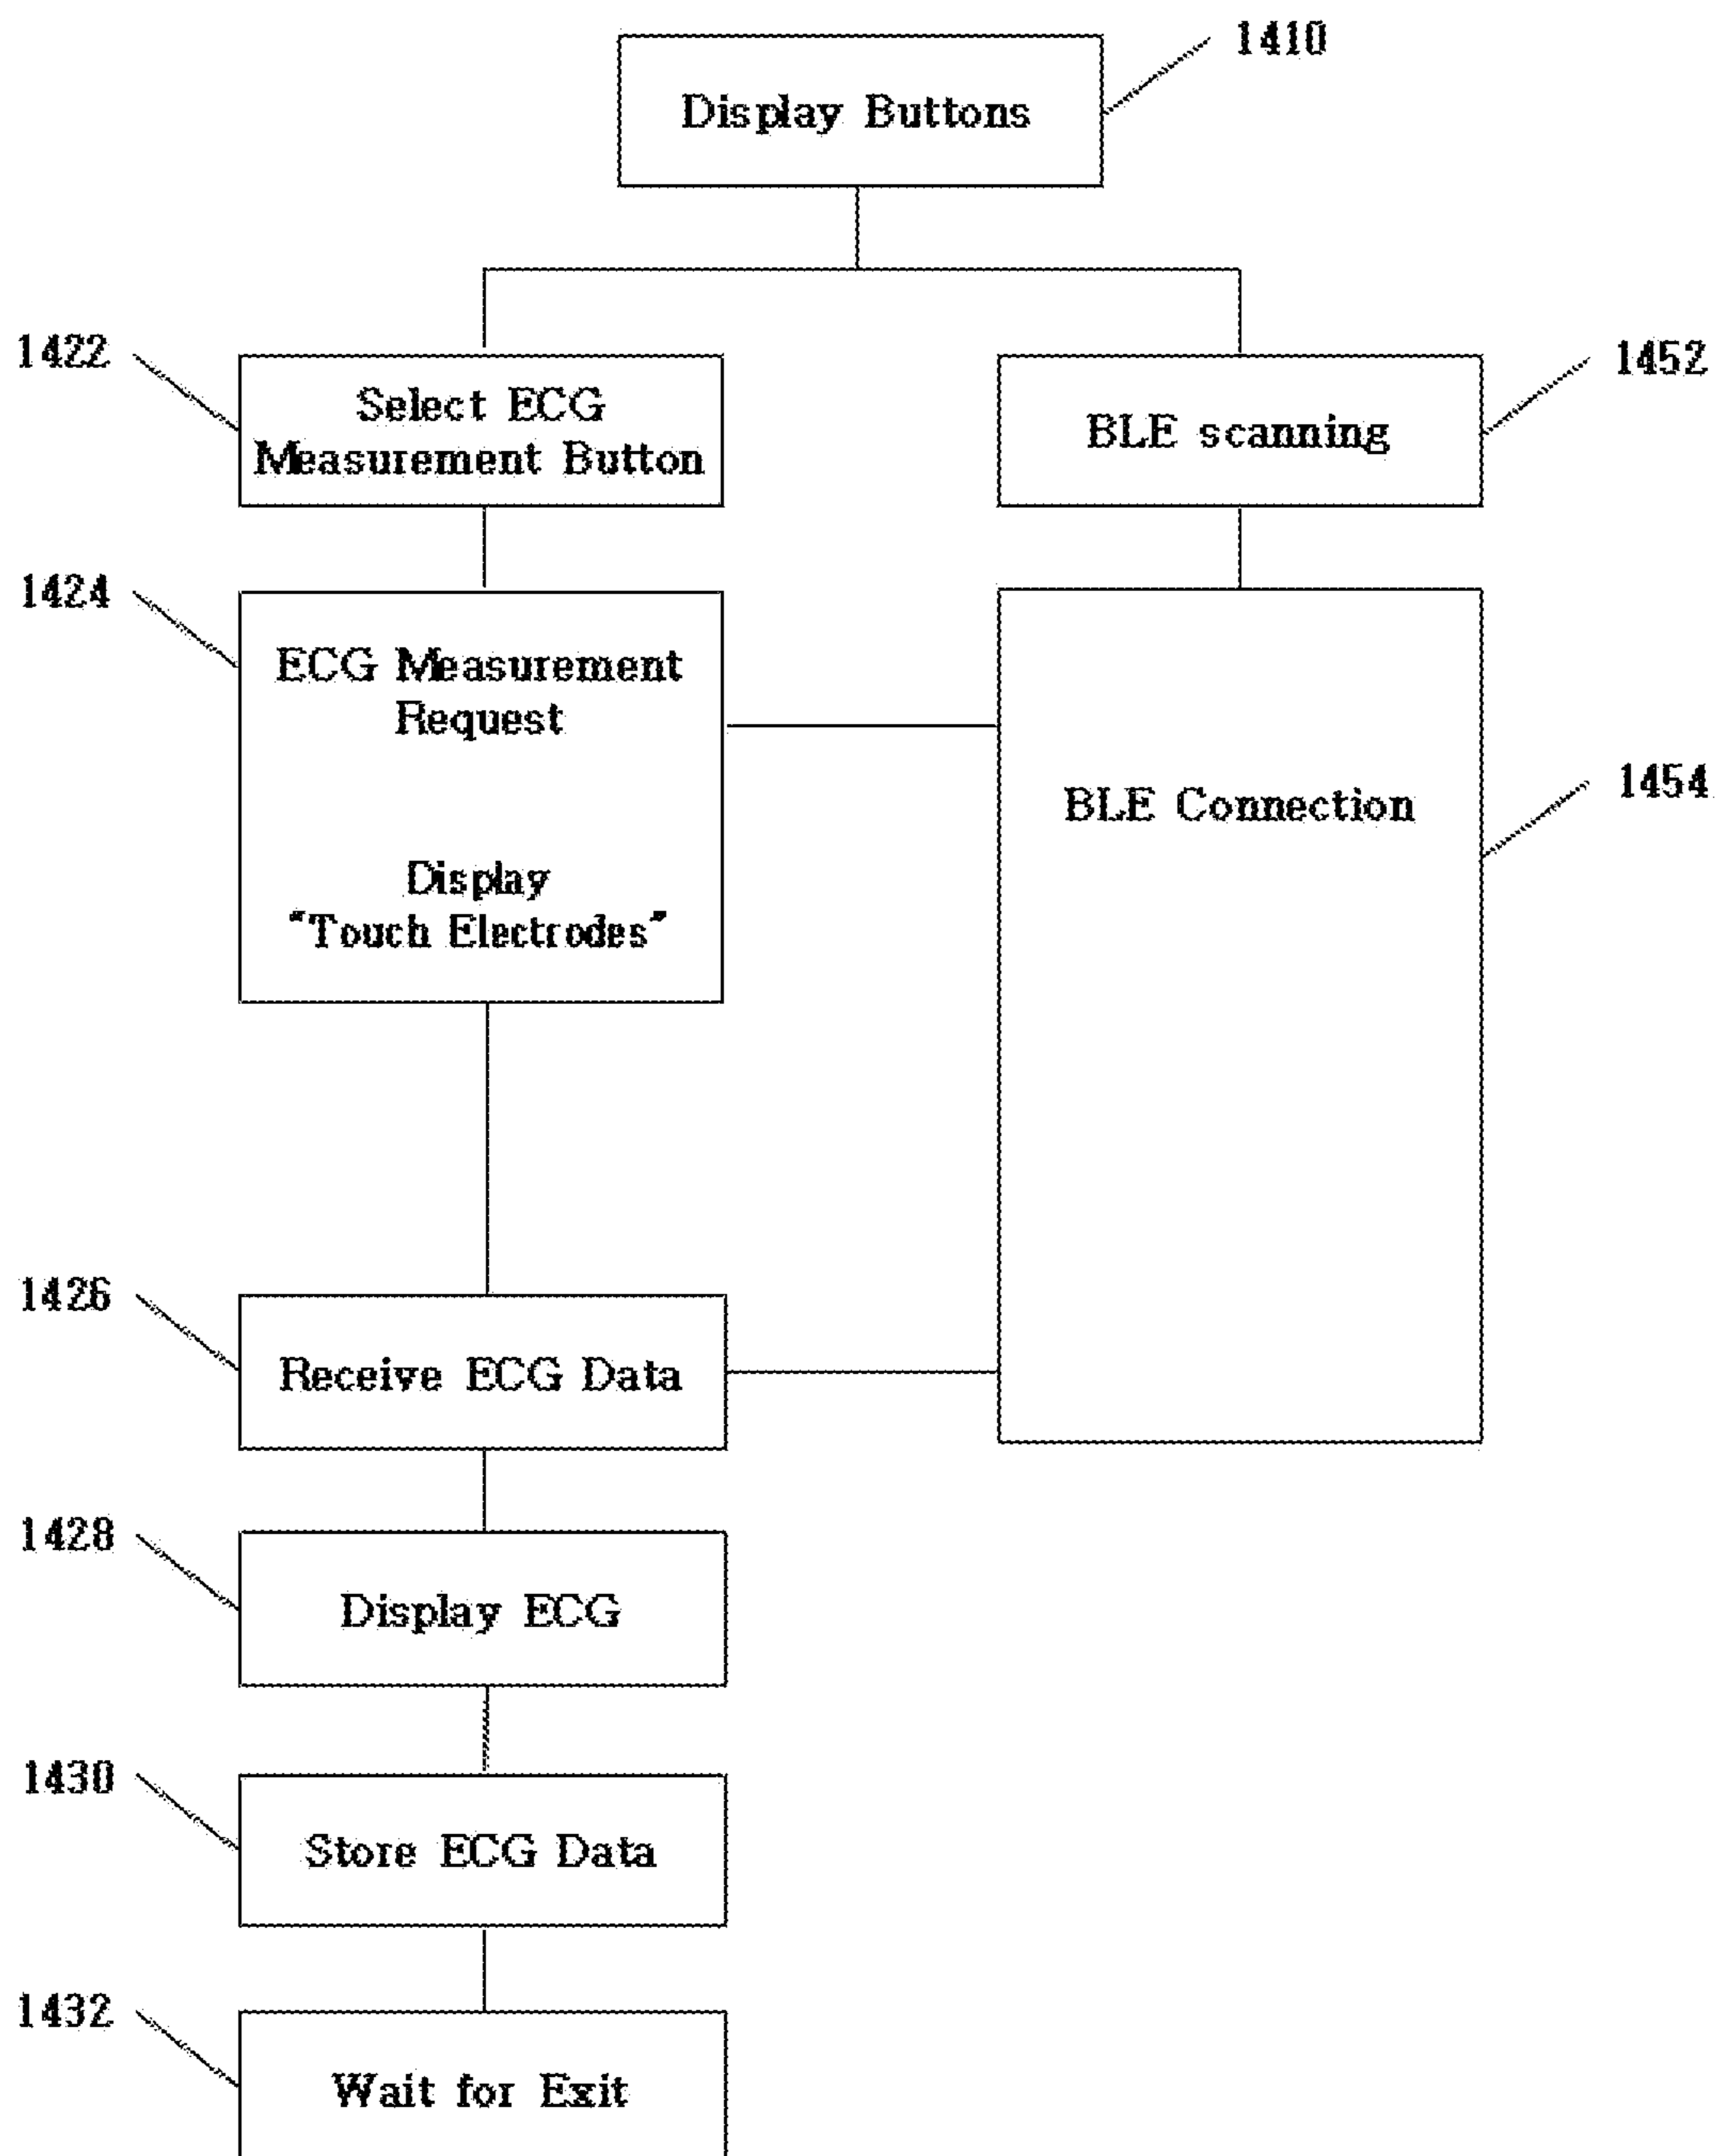 1410
Display Buttons
1422
Select ECG
Measurement Button
BLE scanning
1452
1424
ECG Measurement
Request
Display
"Touch Electrodes"
BLE Connection
1454
1426
Receive ECG Data
1428
Display ECG
1430
Store ECG Data
1432
Wait for Exit